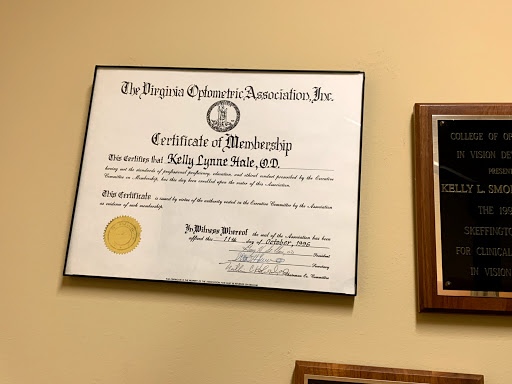 The Virginia Optometric Association, Inc.
Certificate of Membership
This Certifies that Kelly Lynne Hale, O.D.
having met the standards of professional proficiency, education, and ethical conduct prescribed by the Executive
Committee on Membership, has this day been enrolled upon the roster of this Association.
This Certificate is issued by virtue of the authority vested in the Executive Committee by the Association
as evidence of such membership.
In Witness Whereof the seal of the Association has been
affixed this 11th day of October, 1996
President
Secretary
Chairman Ex. Committee
COLLEGE OF
IN VISION DE
PRESEN
KELLY L. SMO
THE 199
SKEFFINGT
FOR CLINICAL
IN VISION